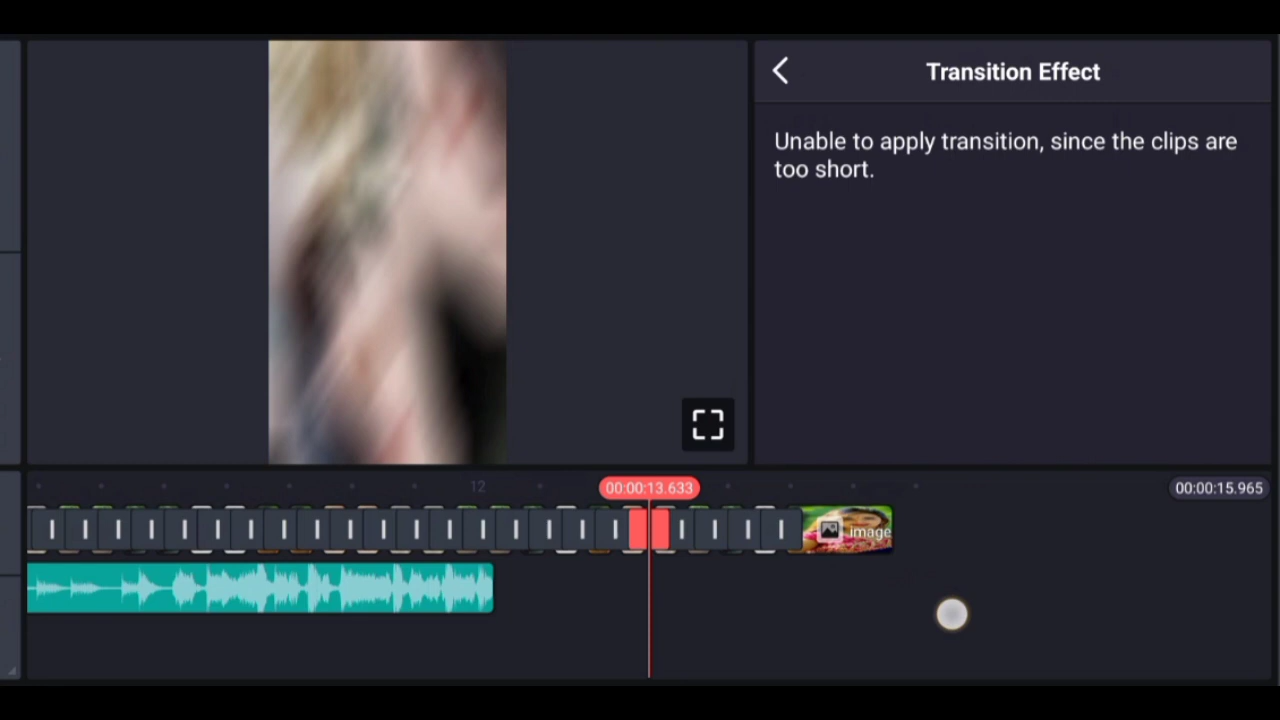 Transition Effect
Unable to apply transition, since the clips are
too short.
12
00:00:13.633
00:00:15.965
image